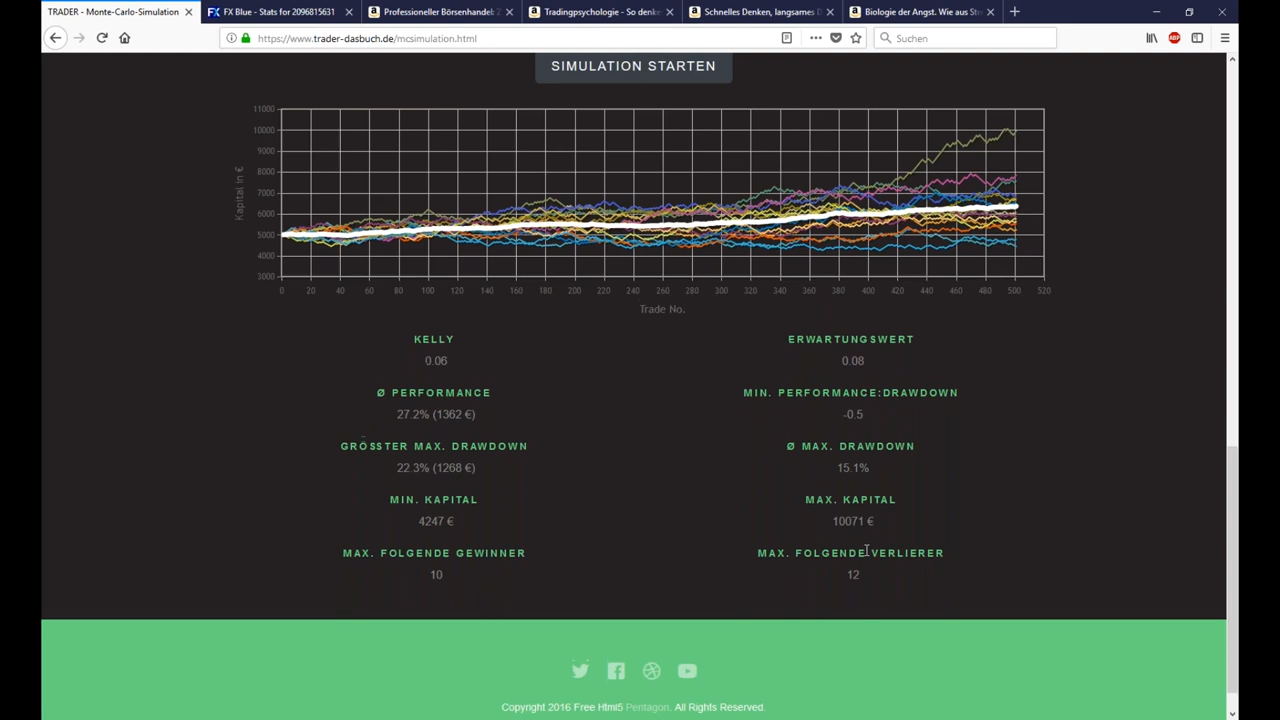 TRADER - Monte-Carlo-Simulation
FX Blue - Stats for 2096815631
Professioneller Börsenhandel: 
Tradingpsychologie - So denke
Schnelles Denken, langsames D
Biologie der Angst. Wie aus Str
https://www.trader-dasbuch.de/mcsimulation.html
Suchen
ABP
SIMULATION STARTEN
11000
10000
9000
8000
7000
6000
5000
4000
3000
Kapital in €
0 20 40 60 80 100 120 140 160 180 200 220 240 260 280 300 320 340 360 380 400 420 440 460 480 500 520
Trade No.
KELLY
0.06
ERWARTUNGSWERT
0.08
Ø PERFORMANCE
27.2% (1362 €)
MIN. PERFORMANCE:DRAWDOWN
-0.5
GRÖSSTER MAX. DRAWDOWN
22.3% (1268 €)
Ø MAX. DRAWDOWN
15.1%
MIN. KAPITAL
4247 €
MAX. KAPITAL
10071 €
MAX. FOLGENDE GEWINNER
10
MAX. FOLGENDE VERLIERER
12
Copyright 2016 Free Html5 Pentagon. All Rights Reserved.